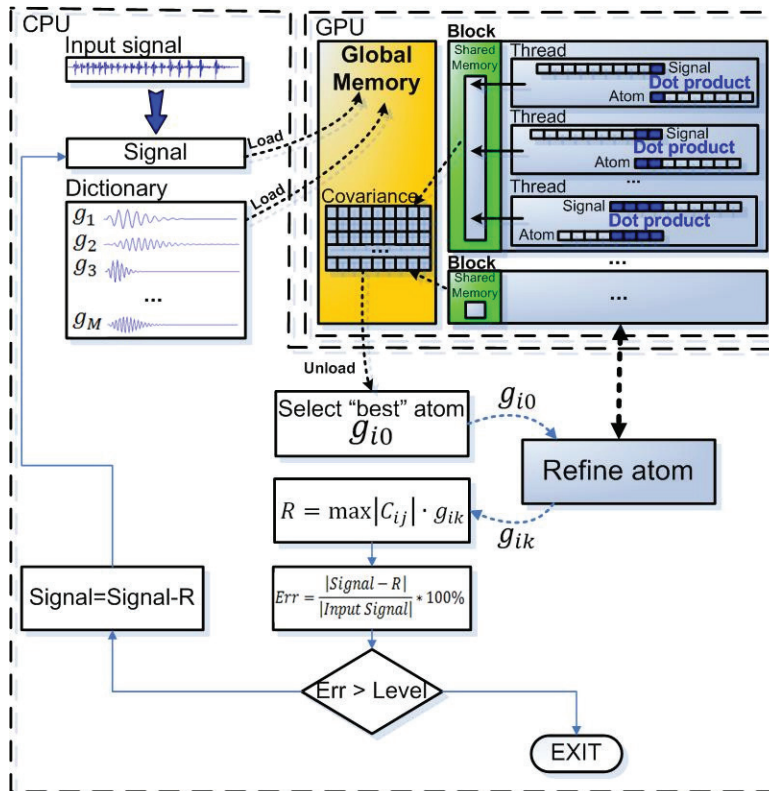 CPU
Input signal
Load
Signal
Load
Dictionary
g1
g2
g3
...
gM
GPU
Global
Memory
Covariance
...
Block
Shared
Memory
Thread
Signal
Dot product
Atom
Thread
Signal
Dot product
Atom
...
Thread
Signal
Dot product
Atom
...
Block
Shared
Memory
...
...
Unload
Select "best" atom
gi0
gi0
Refine atom
gik
R = max|Cij| · gik
Err = |Signal − R| / |Input Signal| * 100%
Signal=Signal-R
Err > Level
EXIT